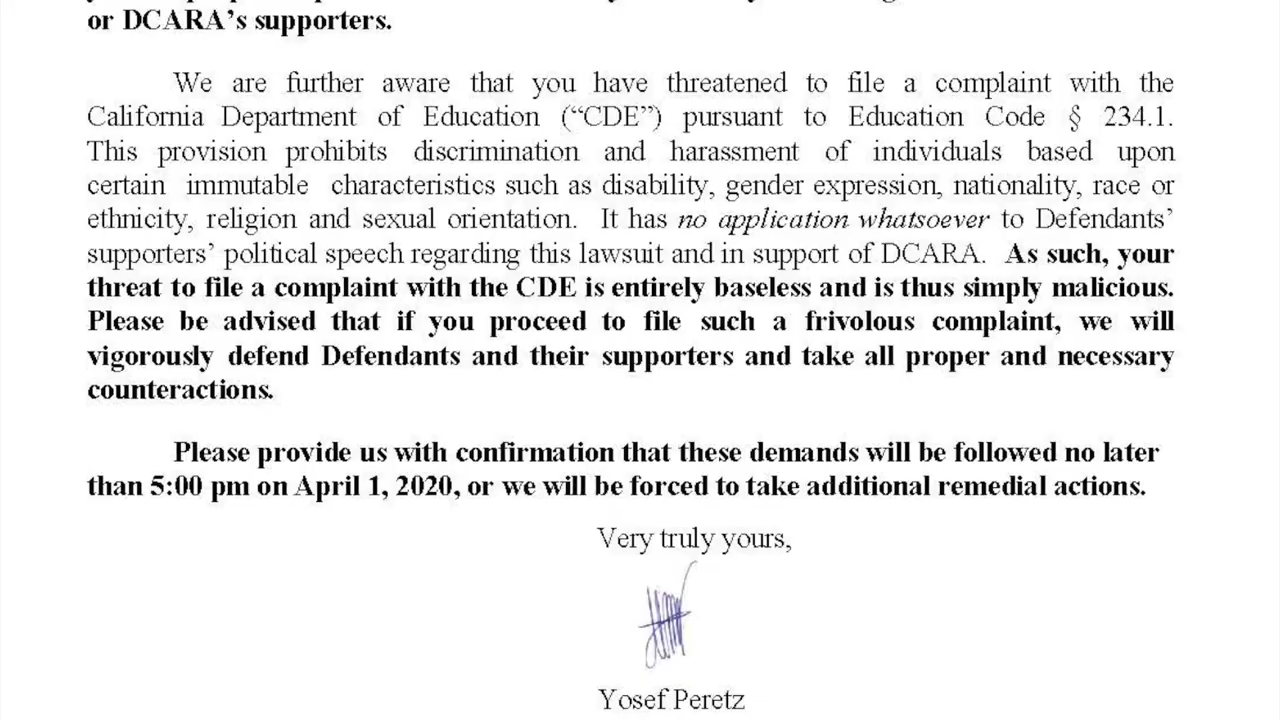 or DCARA’s supporters.
We are further aware that you have threatened to file a complaint with the
California Department of Education (“CDE”) pursuant to Education Code § 234.1.
This provision prohibits discrimination and harassment of individuals based upon
certain immutable characteristics such as disability, gender expression, nationality, race or
ethnicity, religion and sexual orientation. It has no application whatsoever to Defendants’
supporters’ political speech regarding this lawsuit and in support of DCARA. As such, your
threat to file a complaint with the CDE is entirely baseless and is thus simply malicious.
Please be advised that if you proceed to file such a frivolous complaint, we will
vigorously defend Defendants and their supporters and take all proper and necessary
counteractions.
Please provide us with confirmation that these demands will be followed no later
than 5:00 pm on April 1, 2020, or we will be forced to take additional remedial actions.
Very truly yours,
Yosef Peretz